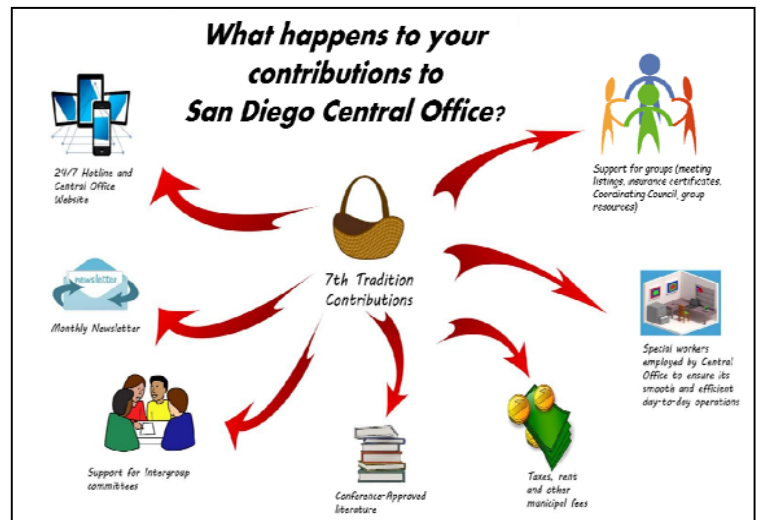 What happens to your
contributions to
San Diego Central Office?
24/7 Hotline and
Central Office
Website
Support for groups (meeting
listings, insurance certificates,
Coordinating Council, group
resources)
7th Tradition
Contributions
newsletter
Monthly Newsletter
Special workers
employed by Central
Office to ensure its
smooth and efficient
day-to-day operations
Support for Intergroup
committees
Conference-Approved
literature
Taxes, rent
and other
municipal fees